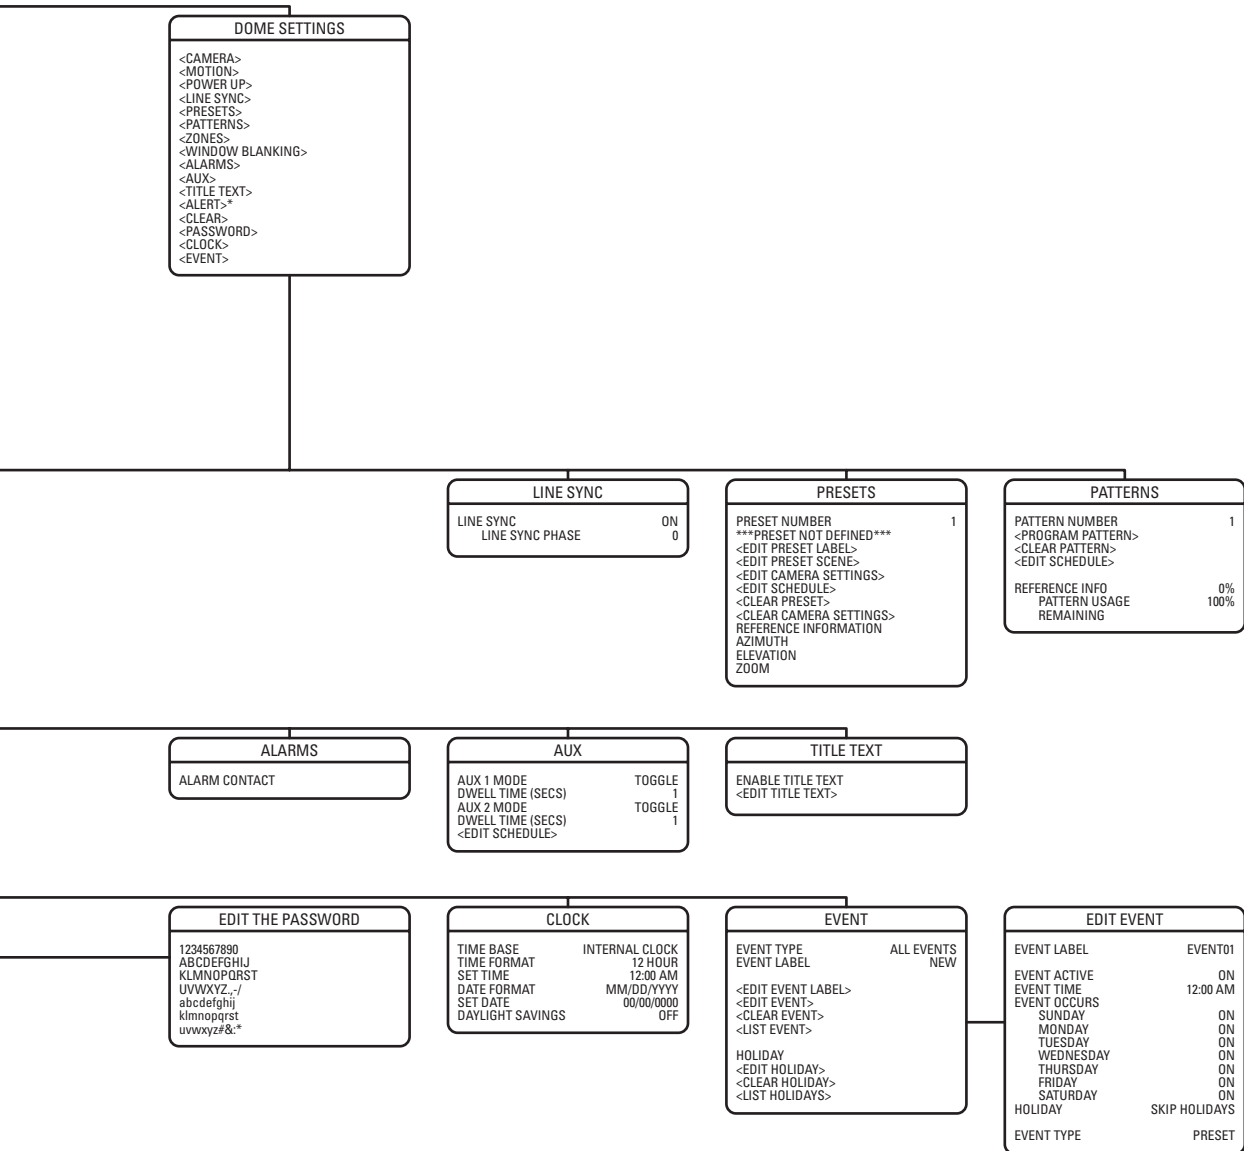 DOME SETTINGS
<CAMERA>
<MOTION>
<POWER UP>
<LINE SYNC>
<PRESETS>
<PATTERNS>
<ZONES>
<WINDOW BLANKING>
<ALARMS>
<AUX>
<TITLE TEXT>
<ALERT>*
<CLEAR>
<PASSWORD>
<CLOCK>
<EVENT>
LINE SYNC
LINE SYNC ON
LINE SYNC PHASE 0
PRESETS
PRESET NUMBER 1
***PRESET NOT DEFINED***
<EDIT PRESET LABEL>
<EDIT PRESET SCENE>
<EDIT CAMERA SETTINGS>
<EDIT SCHEDULE>
<CLEAR PRESET>
<CLEAR CAMERA SETTINGS>
REFERENCE INFORMATION
AZIMUTH
ELEVATION
ZOOM
PATTERNS
PATTERN NUMBER 1
<PROGRAM PATTERN>
<CLEAR PATTERN>
<EDIT SCHEDULE>
REFERENCE INFO 0%
PATTERN USAGE 100%
REMAINING
ALARMS
ALARM CONTACT
AUX
AUX 1 MODE TOGGLE
DWELL TIME (SECS) 1
AUX 2 MODE TOGGLE
DWELL TIME (SECS) 1
<EDIT SCHEDULE>
TITLE TEXT
ENABLE TITLE TEXT
<EDIT TITLE TEXT>
EDIT THE PASSWORD
1234567890
ABCDEFGHIJ
KLMNOPQRST
UVWXYZ.,-/
abcdefghij
klmnopqrst
uvwxyz#&:*
CLOCK
TIME BASE INTERNAL CLOCK
TIME FORMAT 12 HOUR
SET TIME 12:00 AM
DATE FORMAT MM/DD/YYYY
SET DATE 00/00/0000
DAYLIGHT SAVINGS OFF
EVENT
EVENT TYPE ALL EVENTS
EVENT LABEL NEW
<EDIT EVENT LABEL>
<EDIT EVENT>
<CLEAR EVENT>
<LIST EVENT>
HOLIDAY
<EDIT HOLIDAY>
<CLEAR HOLIDAY>
<LIST HOLIDAYS>
EDIT EVENT
EVENT LABEL EVENT01
EVENT ACTIVE ON
EVENT TIME 12:00 AM
EVENT OCCURS
SUNDAY ON
MONDAY ON
TUESDAY ON
WEDNESDAY ON
THURSDAY ON
FRIDAY ON
SATURDAY ON
HOLIDAY SKIP HOLIDAYS
EVENT TYPE PRESET